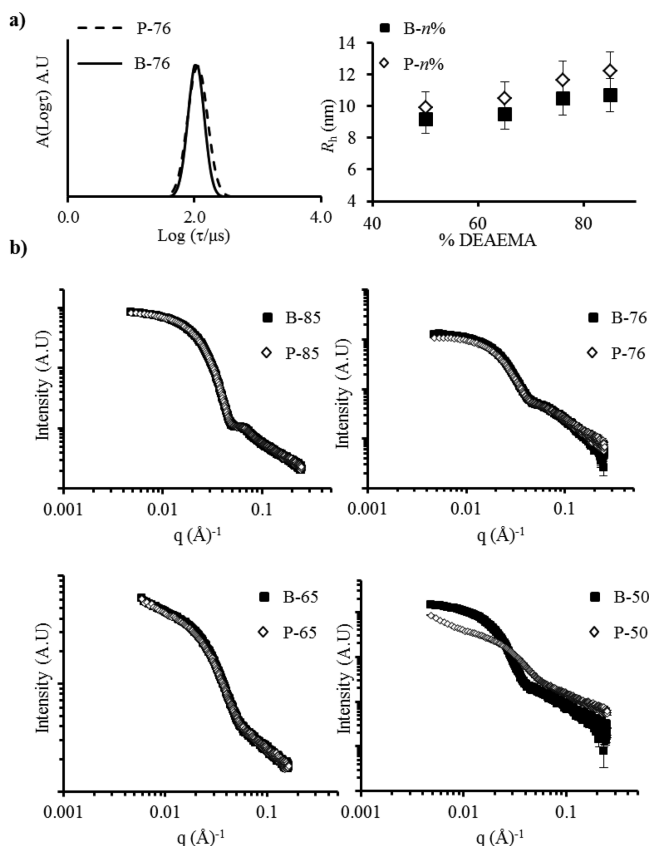 a)
P-76
B-76
A(Logτ) A.U
0.0 2.0 4.0
Log (τ/μs)
B-n%
P-n%
14
12
10
8
6
4
Rh (nm)
40 60 80
% DEAEMA
b)
B-85
P-85
Intensity (A.U)
0.001 0.01 0.1
q (Å)-1
B-76
P-76
Intensity (A.U)
0.001 0.01 0.1
q (Å)-1
B-65
P-65
Intensity (A.U)
0.001 0.01 0.1
q (Å)-1
B-50
P-50
Intensity (A.U)
0.001 0.01 0.1
q (Å)-1